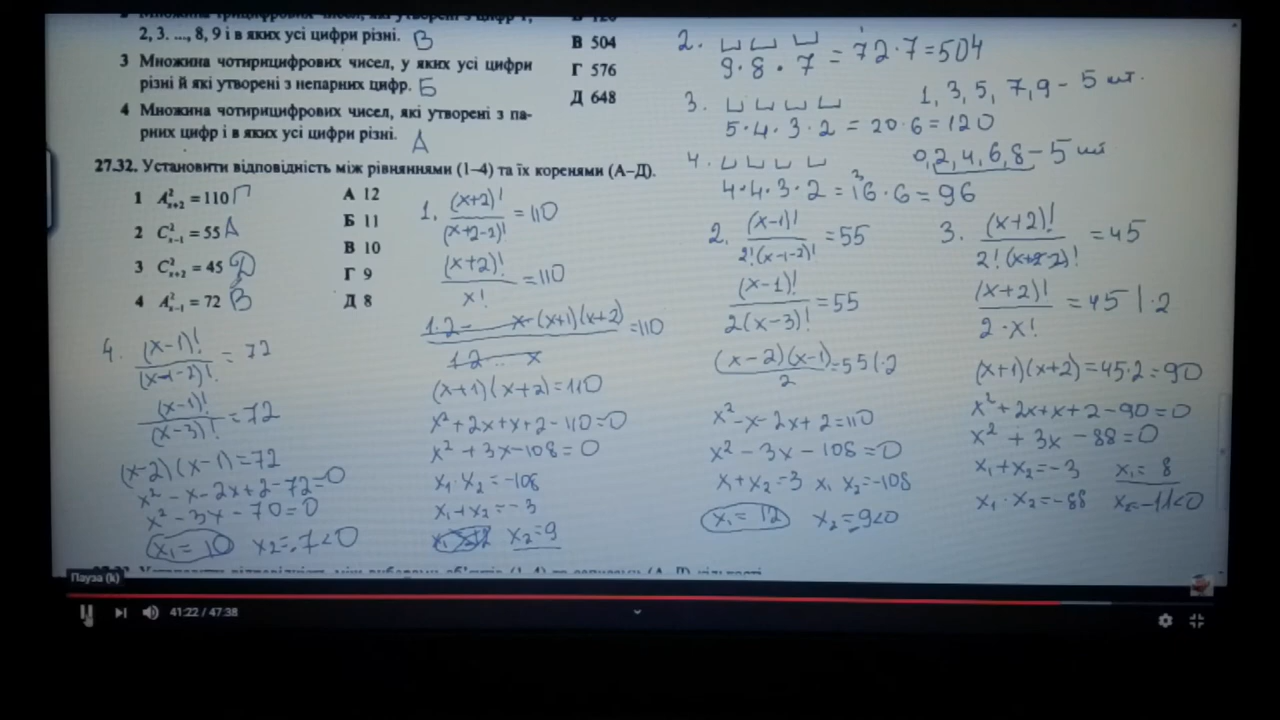 2, 3. ..., 8, 9 і в яких усі цифри різні. В
3 Множина чотирицифрових чисел, у яких усі цифри
різні й які утворені з непарних цифр. Б
4 Множина чотирицифрових чисел, які утворені з па-
рних цифр і в яких усі цифри різні. А
В 504
Г 576
Д 648
2. 9·8·7 = 72·7=504
1, 3, 5, 7, 9 - 5 шт.
3. 5·4·3·2 = 20·6=120
0,2,4,6,8 - 5 шт
4. 4·4·3·2 = 16·6=96
27.32. Установити відповідність між рівняннями (1–4) та їх коренями (А–Д).
1 A²ₓ₊₂ = 110 Г
2 C²ₓ₋₁ = 55 А
3 C²ₓ₊₂ = 45 Д
4 A²ₓ₋₁ = 72 В
А 12
Б 11
В 10
Г 9
Д 8
1. (x+2)!/(x+2-2)! = 110
(x+2)!/x! = 110
1·2 - x·(x+1)(x+2)/1·2 ... x = 110
(x+1)(x+2)=110
x²+2x+x+2-110=0
x²+3x-108=0
x₁·x₂=-108
x₁+x₂=-3
x₂=9
2. (x-1)!/2!(x-1-2)! =55
(x-1)!/2(x-3)! =55
(x-2)(x-1)/2 =55 |·2
x²-x-2x+2=110
x²-3x-108=0
x₁+x₂=3 x₁ x₂=-108
x₁=12 x₂=-9<0
3. (x+2)!/2!(x+2-2)! =45
(x+2)!/2·x! =45 |·2
(x+1)(x+2)=45·2=90
x²+2x+x+2-90=0
x²+3x-88=0
x₁+x₂=-3 x₁=8
x₁·x₂=-88 x₂=-11<0
4. (x-1)!/(x-1-2)! =72
(x-1)!/(x-3)! =72
(x-2)(x-1)=72
x²-x-2x+2-72=0
x²-3x-70=0
x₁=10 x₂=-7<0
Пауза (k)
41:22 / 47:38